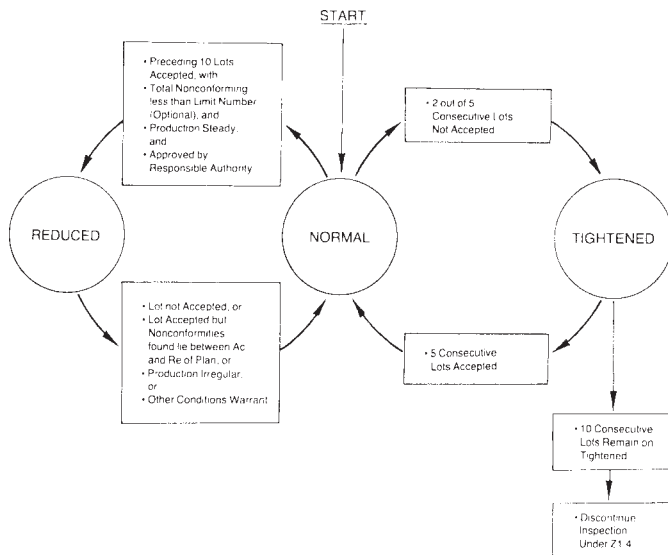 START
• Preceding 10 Lots
Accepted, with
• Total Nonconforming
less than Limit Number
(Optional), and
• Production Steady,
and
• Approved by
Responsible Authority
• 2 out of 5
Consecutive Lots
Not Accepted
REDUCED
NORMAL
TIGHTENED
• Lot not Accepted, or
• Lot Accepted but
Nonconformities
found lie between Ac
and Re of Plan, or
• Production Irregular,
or
• Other Conditions Warrant
• 5 Consecutive
Lots Accepted
• 10 Consecutive
Lots Remain on
Tightened
• Discontinue
Inspection
Under Z1.4